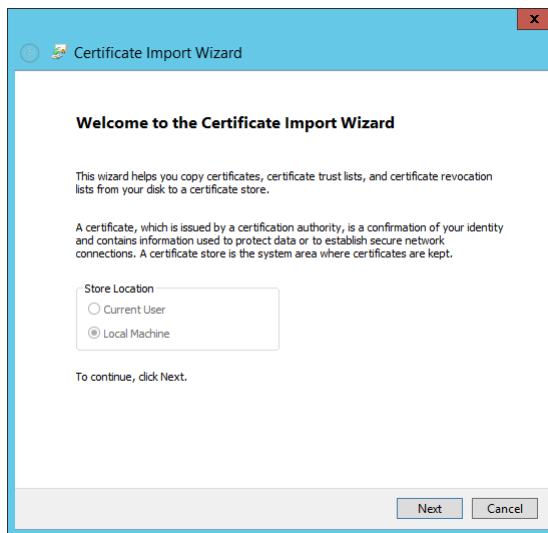 x
Certificate Import Wizard
Welcome to the Certificate Import Wizard
This wizard helps you copy certificates, certificate trust lists, and certificate revocation
lists from your disk to a certificate store.
A certificate, which is issued by a certification authority, is a confirmation of your identity
and contains information used to protect data or to establish secure network
connections. A certificate store is the system area where certificates are kept.
Store Location
Current User
Local Machine
To continue, click Next.
Next Cancel